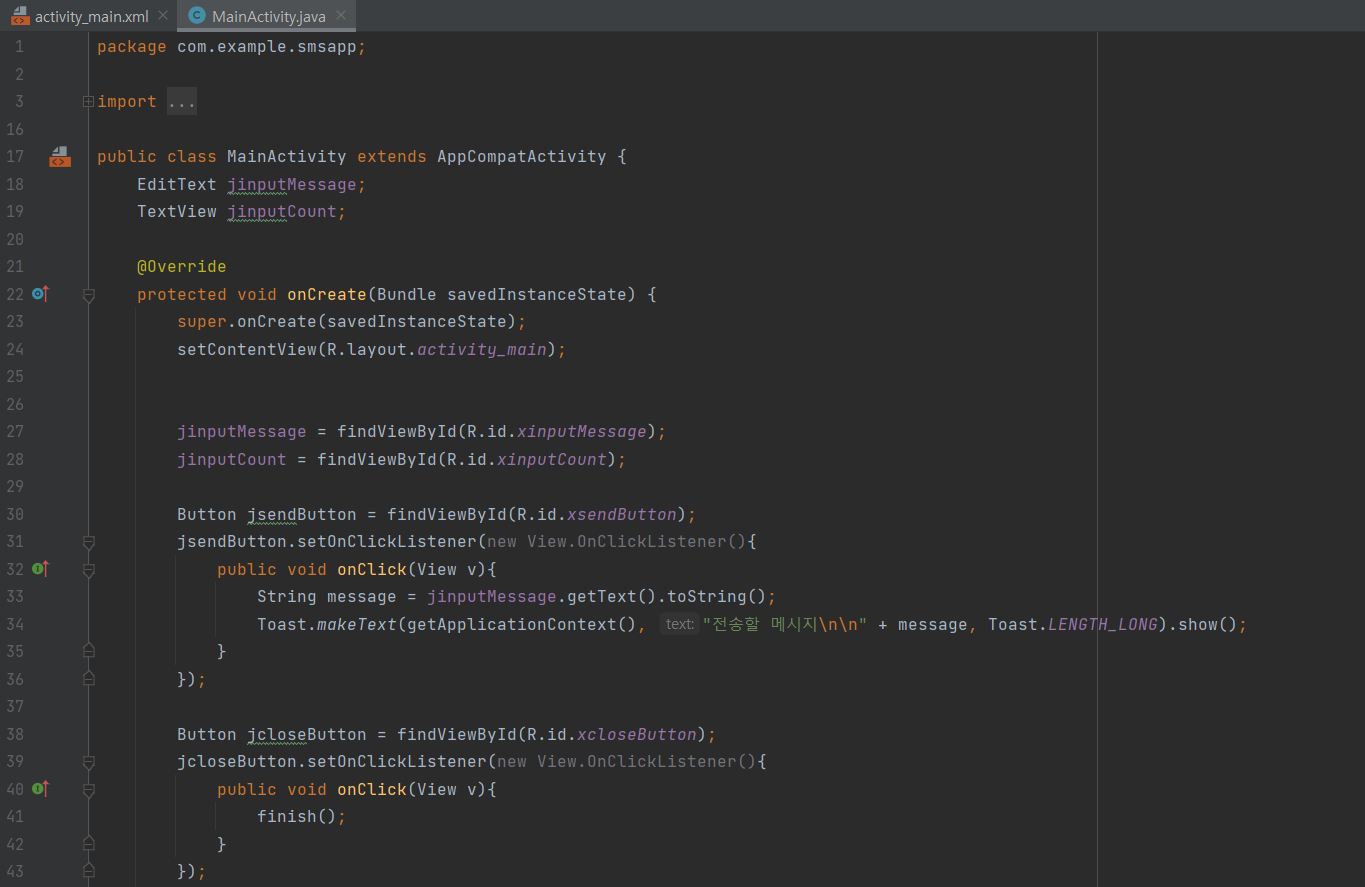 activity_main.xml MainActivity.java
1 package com.example.smsapp;
2
3 import ...
16
17 public class MainActivity extends AppCompatActivity {
18 EditText jinputMessage;
19 TextView jinputCount;
20
21 @Override
22 protected void onCreate(Bundle savedInstanceState) {
23 super.onCreate(savedInstanceState);
24 setContentView(R.layout.activity_main);
25
26
27 jinputMessage = findViewById(R.id.xinputMessage);
28 jinputCount = findViewById(R.id.xinputCount);
29
30 Button jsendButton = findViewById(R.id.xsendButton);
31 jsendButton.setOnClickListener(new View.OnClickListener(){
32 public void onClick(View v){
33 String message = jinputMessage.getText().toString();
34 Toast.makeText(getApplicationContext(), text: "전송할 메시지\n\n" + message, Toast.LENGTH_LONG).show();
35 }
36 });
37
38 Button jcloseButton = findViewById(R.id.xcloseButton);
39 jcloseButton.setOnClickListener(new View.OnClickListener(){
40 public void onClick(View v){
41 finish();
42 }
43 });